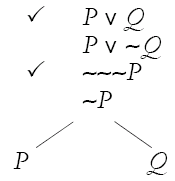 ✓ P ∨ Q
P ∨ ~Q
✓ ~~~P
~P
P Q